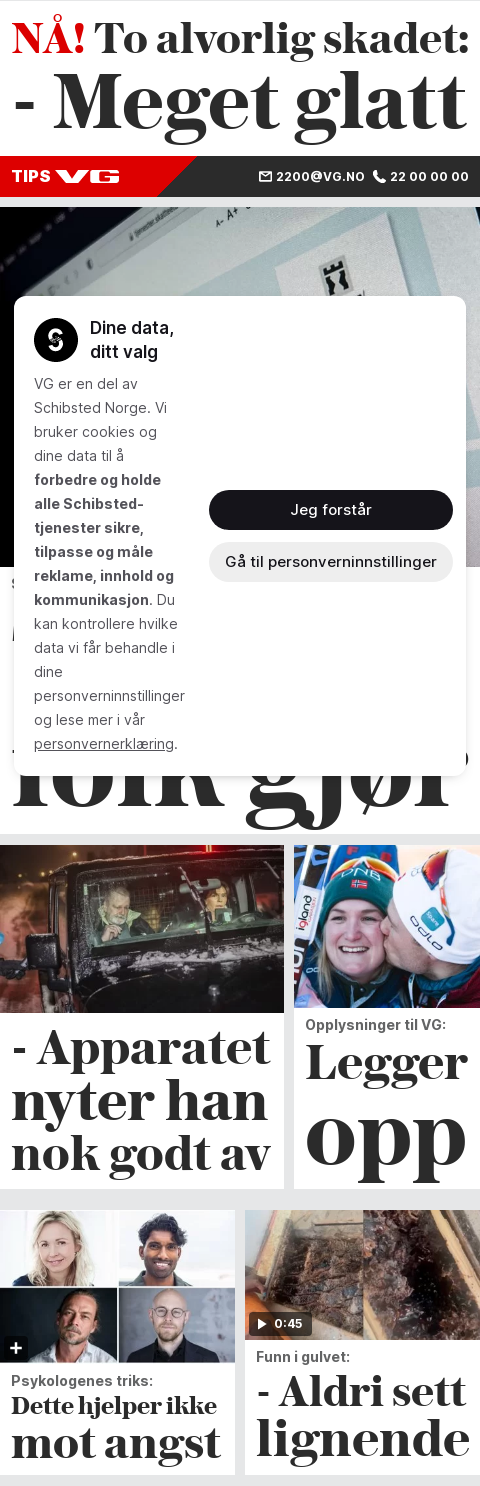 NÅ! To alvorlig skadet:
- Meget glatt
TIPS VG
2200@VG.NO 22 00 00 00
Dine data,
ditt valg
VG er en del av
Schibsted Norge. Vi
bruker cookies og
dine data til å
forbedre og holde
alle Schibsted-
tjenester sikre,
tilpasse og måle
reklame, innhold og
kommunikasjon. Du
kan kontrollere hvilke
data vi får behandle i
dine
personverninnstillinger
og lese mer i vår
personvernerklæring.
Jeg forstår
Gå til personverninnstillinger
folk gjør
- Apparatet
nyter han
nok godt av
Opplysninger til VG:
Legger
opp
Psykologenes triks:
Dette hjelper ikke
mot angst
0:45
Funn i gulvet:
- Aldri sett
lignende